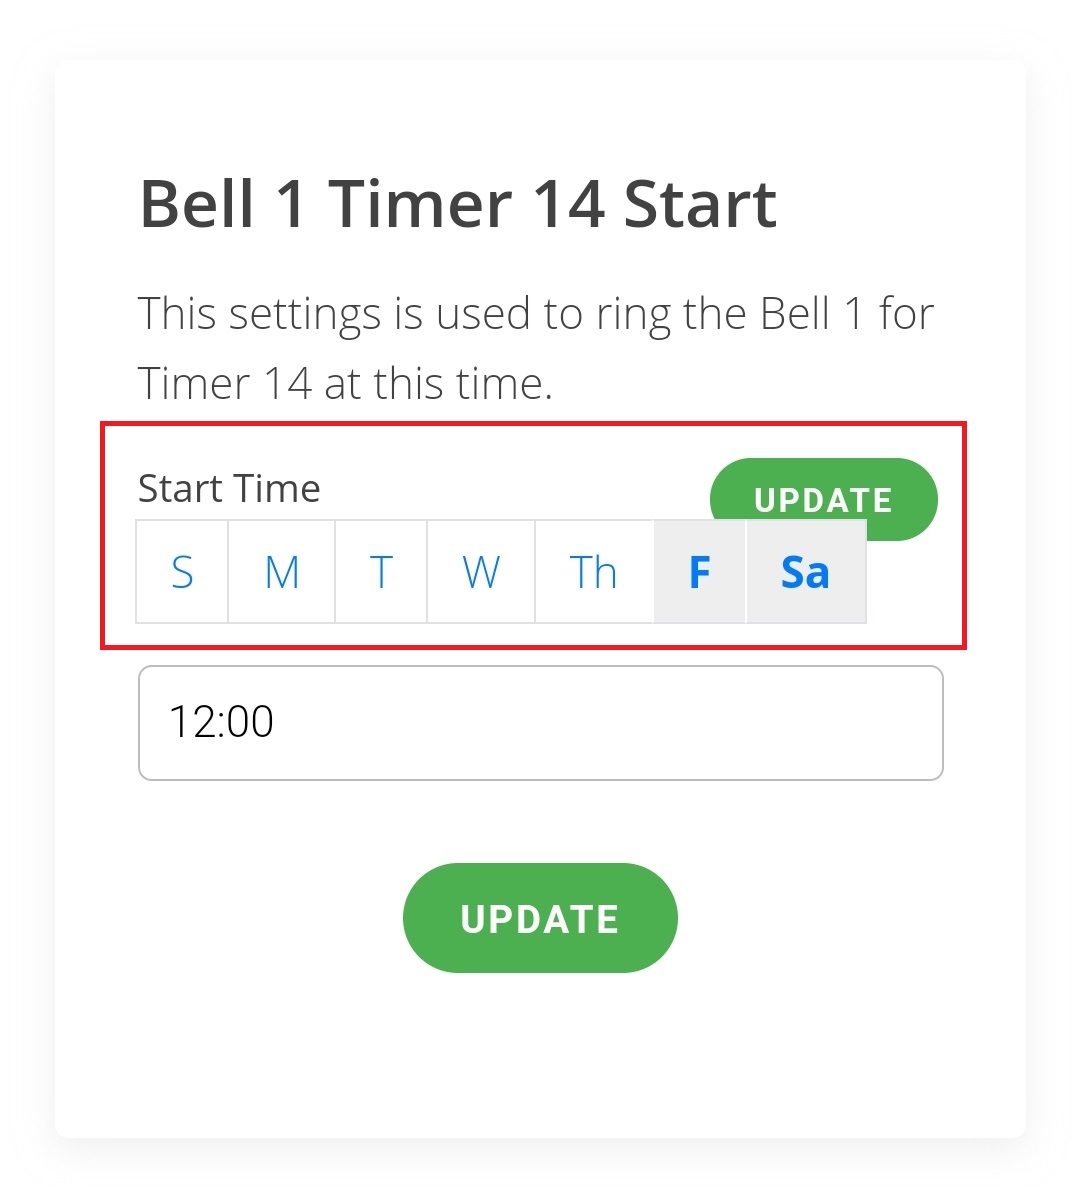 Bell 1 Timer 14 Start
This settings is used to ring the Bell 1 for
Timer 14 at this time.
Start Time
UPDATE
S M T W Th F Sa
12:00
UPDATE